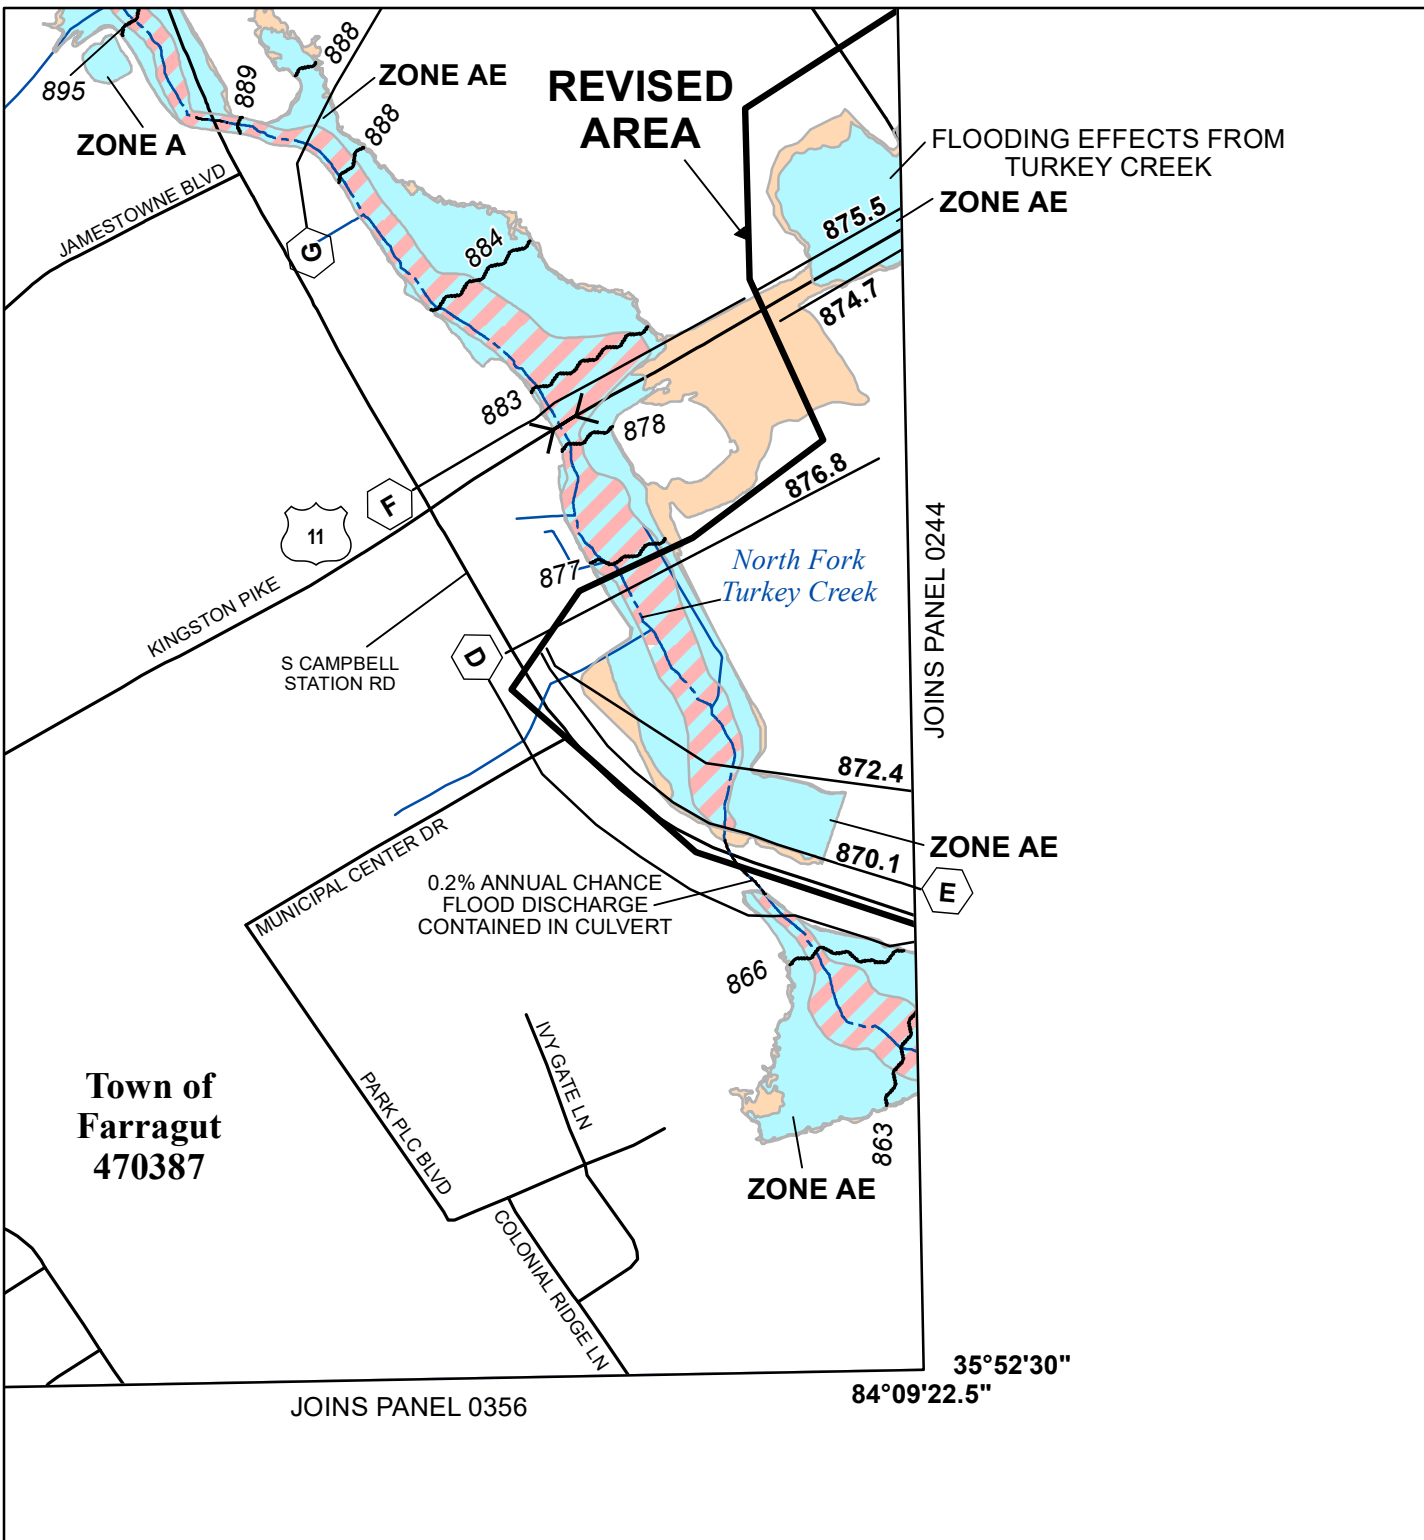 888
889
ZONE AE
895
ZONE A
888
REVISED
AREA
FLOODING EFFECTS FROM
TURKEY CREEK
ZONE AE
JAMESTOWNE BLVD
875.5
G
884
874.7
883
878
876.8
F
11
877
North Fork
Turkey Creek
KINGSTON PIKE
S CAMPBELL
STATION RD
D
JOINS PANEL 0244
872.4
ZONE AE
870.1
E
MUNICIPAL CENTER DR
0.2% ANNUAL CHANCE
FLOOD DISCHARGE
CONTAINED IN CULVERT
866
IVY GATE LN
Town of
Farragut
470387
PARK PLC BLVD
863
ZONE AE
COLONIAL RIDGE LN
35°52'30"
84°09'22.5"
JOINS PANEL 0356